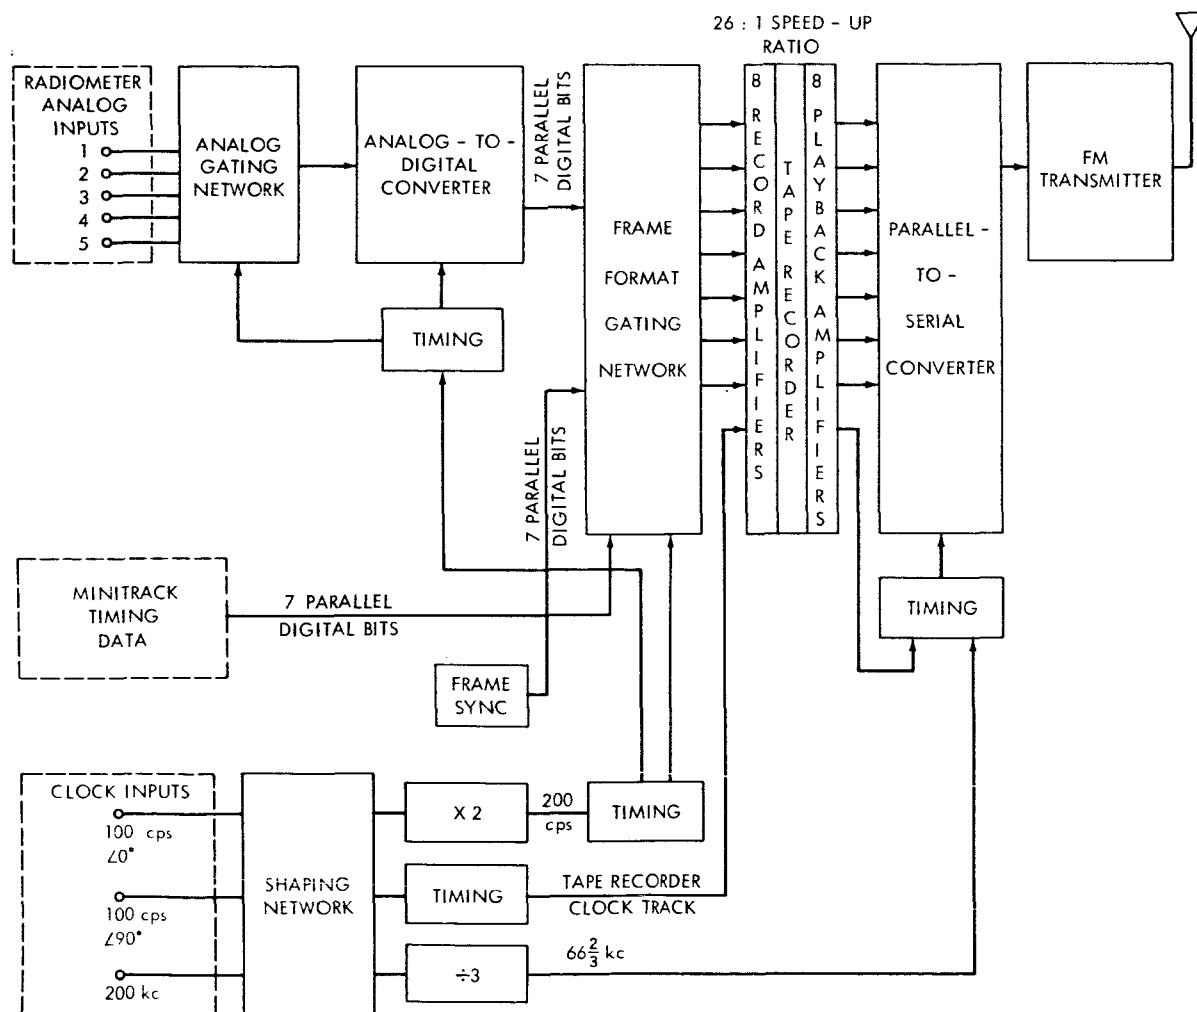 26 : 1 SPEED - UP
RATIO
RADIOMETER
ANALOG
INPUTS
1
2
3
4
5
ANALOG
GATING
NETWORK
ANALOG - TO -
DIGITAL
CONVERTER
7 PARALLEL
DIGITAL BITS
FRAME
FORMAT
GATING
NETWORK
8 RECORD AMPLIFIERS
TAPE RECORDER
8 PLAYBACK AMPLIFIERS
PARALLEL -
TO -
SERIAL
CONVERTER
FM
TRANSMITTER
TIMING
7 PARALLEL
DIGITAL BITS
MINITRACK
TIMING
DATA
7 PARALLEL
DIGITAL BITS
TIMING
FRAME
SYNC
CLOCK INPUTS
100 cps
∠0°
100 cps
∠90°
200 kc
SHAPING
NETWORK
X 2
200
cps
TIMING
TIMING
TAPE RECORDER
CLOCK TRACK
÷3
66 2/3 kc